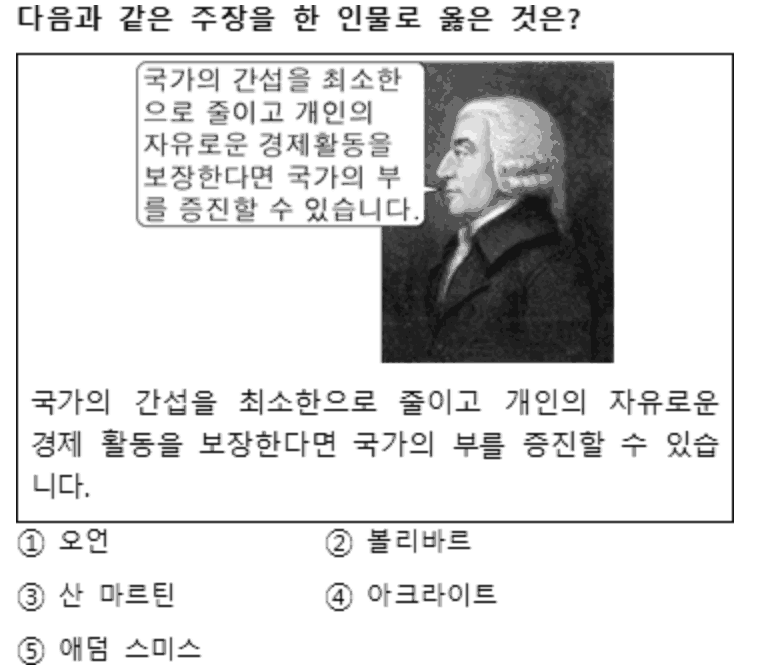 다음과 같은 주장을 한 인물로 옳은 것은?
국가의 간섭을 최소한
으로 줄이고 개인의
자유로운 경제활동을
보장한다면 국가의 부
를 증진할 수 있습니다.
국가의 간섭을 최소한으로 줄이고 개인의 자유로운
경제 활동을 보장한다면 국가의 부를 증진할 수 있습
니다.
① 오언 ② 볼리바르
③ 산 마르틴 ④ 아크라이트
⑤ 애덤 스미스